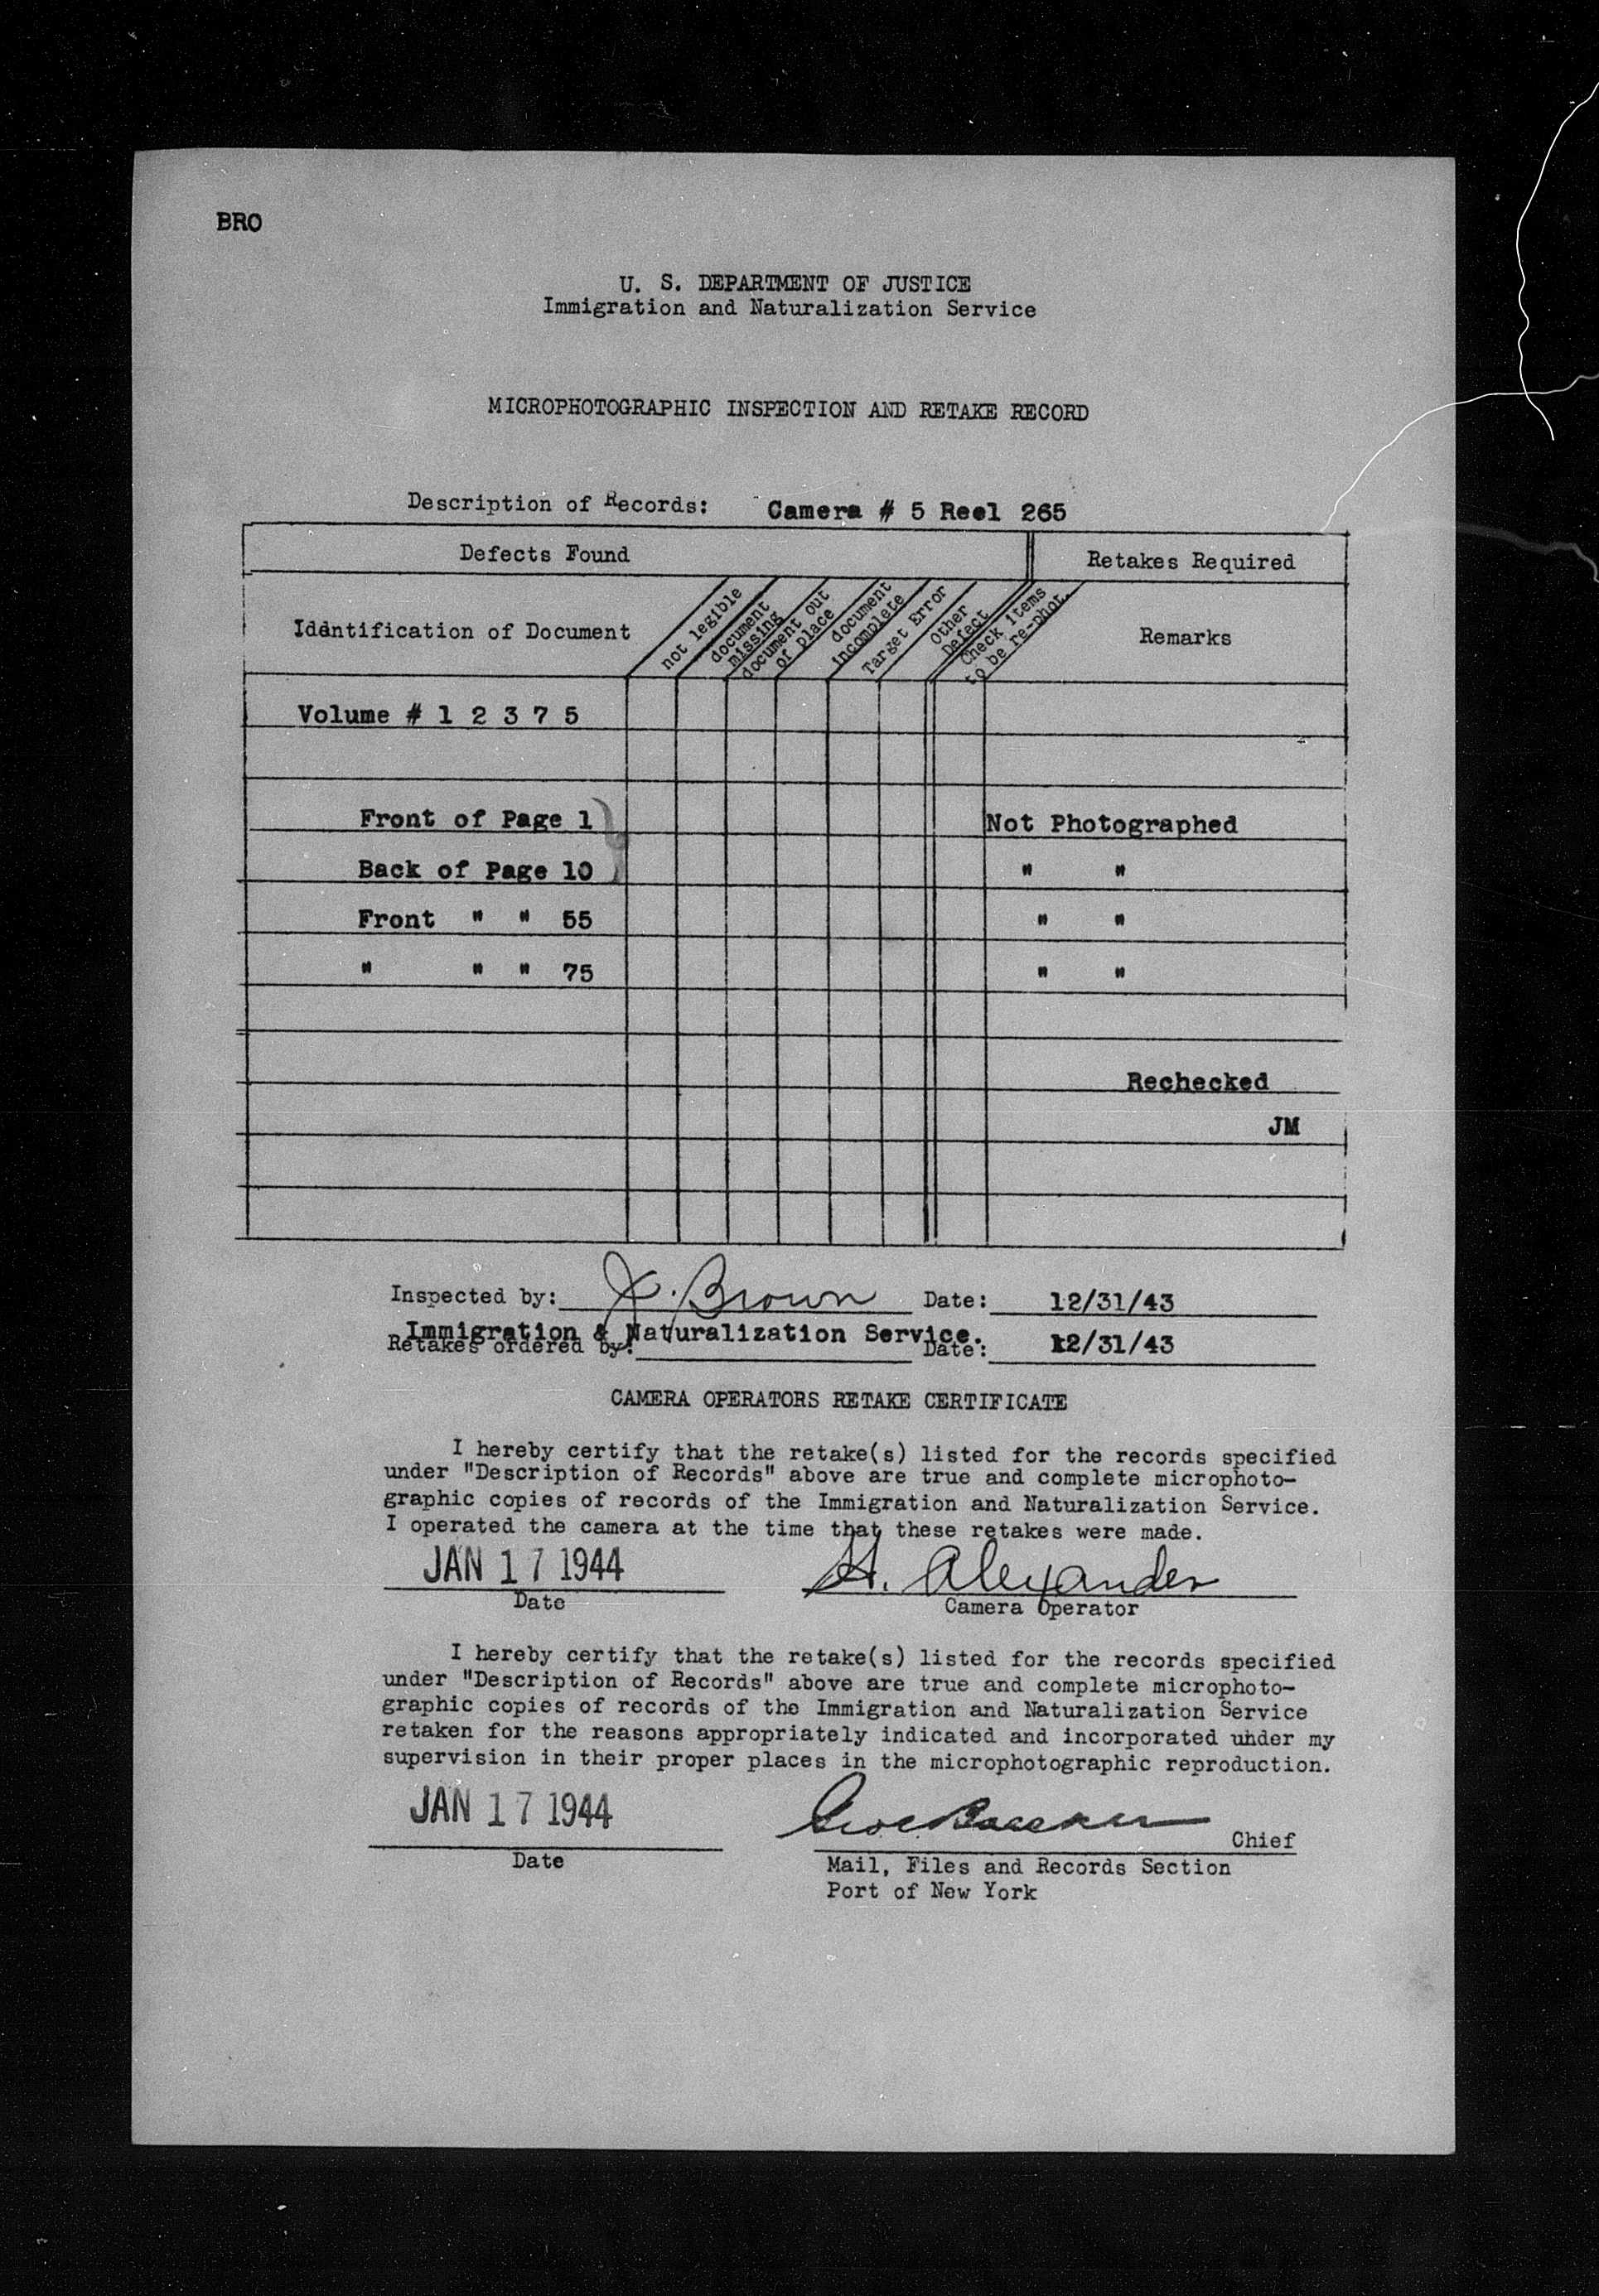 BRO
U. S. DEPARTMENT OF JUSTICE
Immigration and Naturalization Service
MICROPHOTOGRAPHIC INSPECTION AND RETAKE RECORD
Description of Records: Camera # 5 Reel 265
Defects Found
Retakes Required
Identification of Document
not legible
document missing
document out of place
document incomplete
Target Error
Other Defect
Check items to be re-phot.
Remarks
Volume # 1 2 3 7 5
Front of Page 1 Not Photographed
Back of Page 10 " "
Front " " 55 " "
" " " 75 " "
Rechecked
JM
Inspected by: J. Brown Date: 12/31/43
Immigration & Naturalization Service.
Retakes ordered by: Date: 12/31/43
CAMERA OPERATORS RETAKE CERTIFICATE
I hereby certify that the retake(s) listed for the records specified
under "Description of Records" above are true and complete microphoto-
graphic copies of records of the Immigration and Naturalization Service.
I operated the camera at the time that these retakes were made.
JAN 17 1944 H. Alexander
Date Camera Operator
I hereby certify that the retake(s) listed for the records specified
under "Description of Records" above are true and complete microphoto-
graphic copies of records of the Immigration and Naturalization Service
retaken for the reasons appropriately indicated and incorporated under my
supervision in their proper places in the microphotographic reproduction.
JAN 17 1944
Chief
Date Mail, Files and Records Section
Port of New York